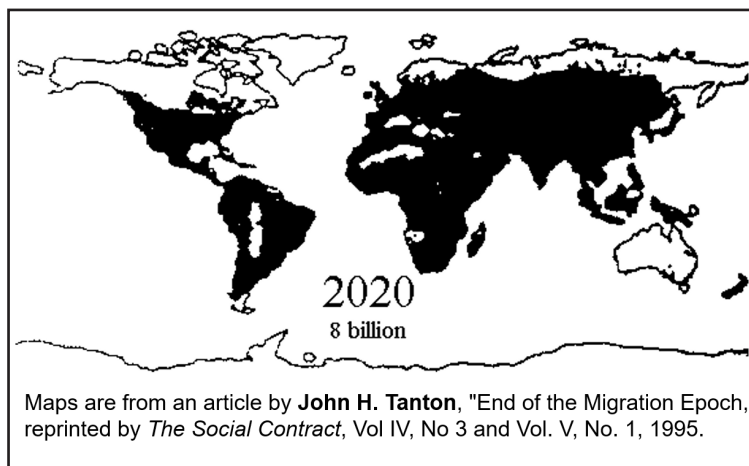 2020
8 billion
Maps are from an article by John H. Tanton, "End of the Migration Epoch,
reprinted by The Social Contract, Vol IV, No 3 and Vol. V, No. 1, 1995.